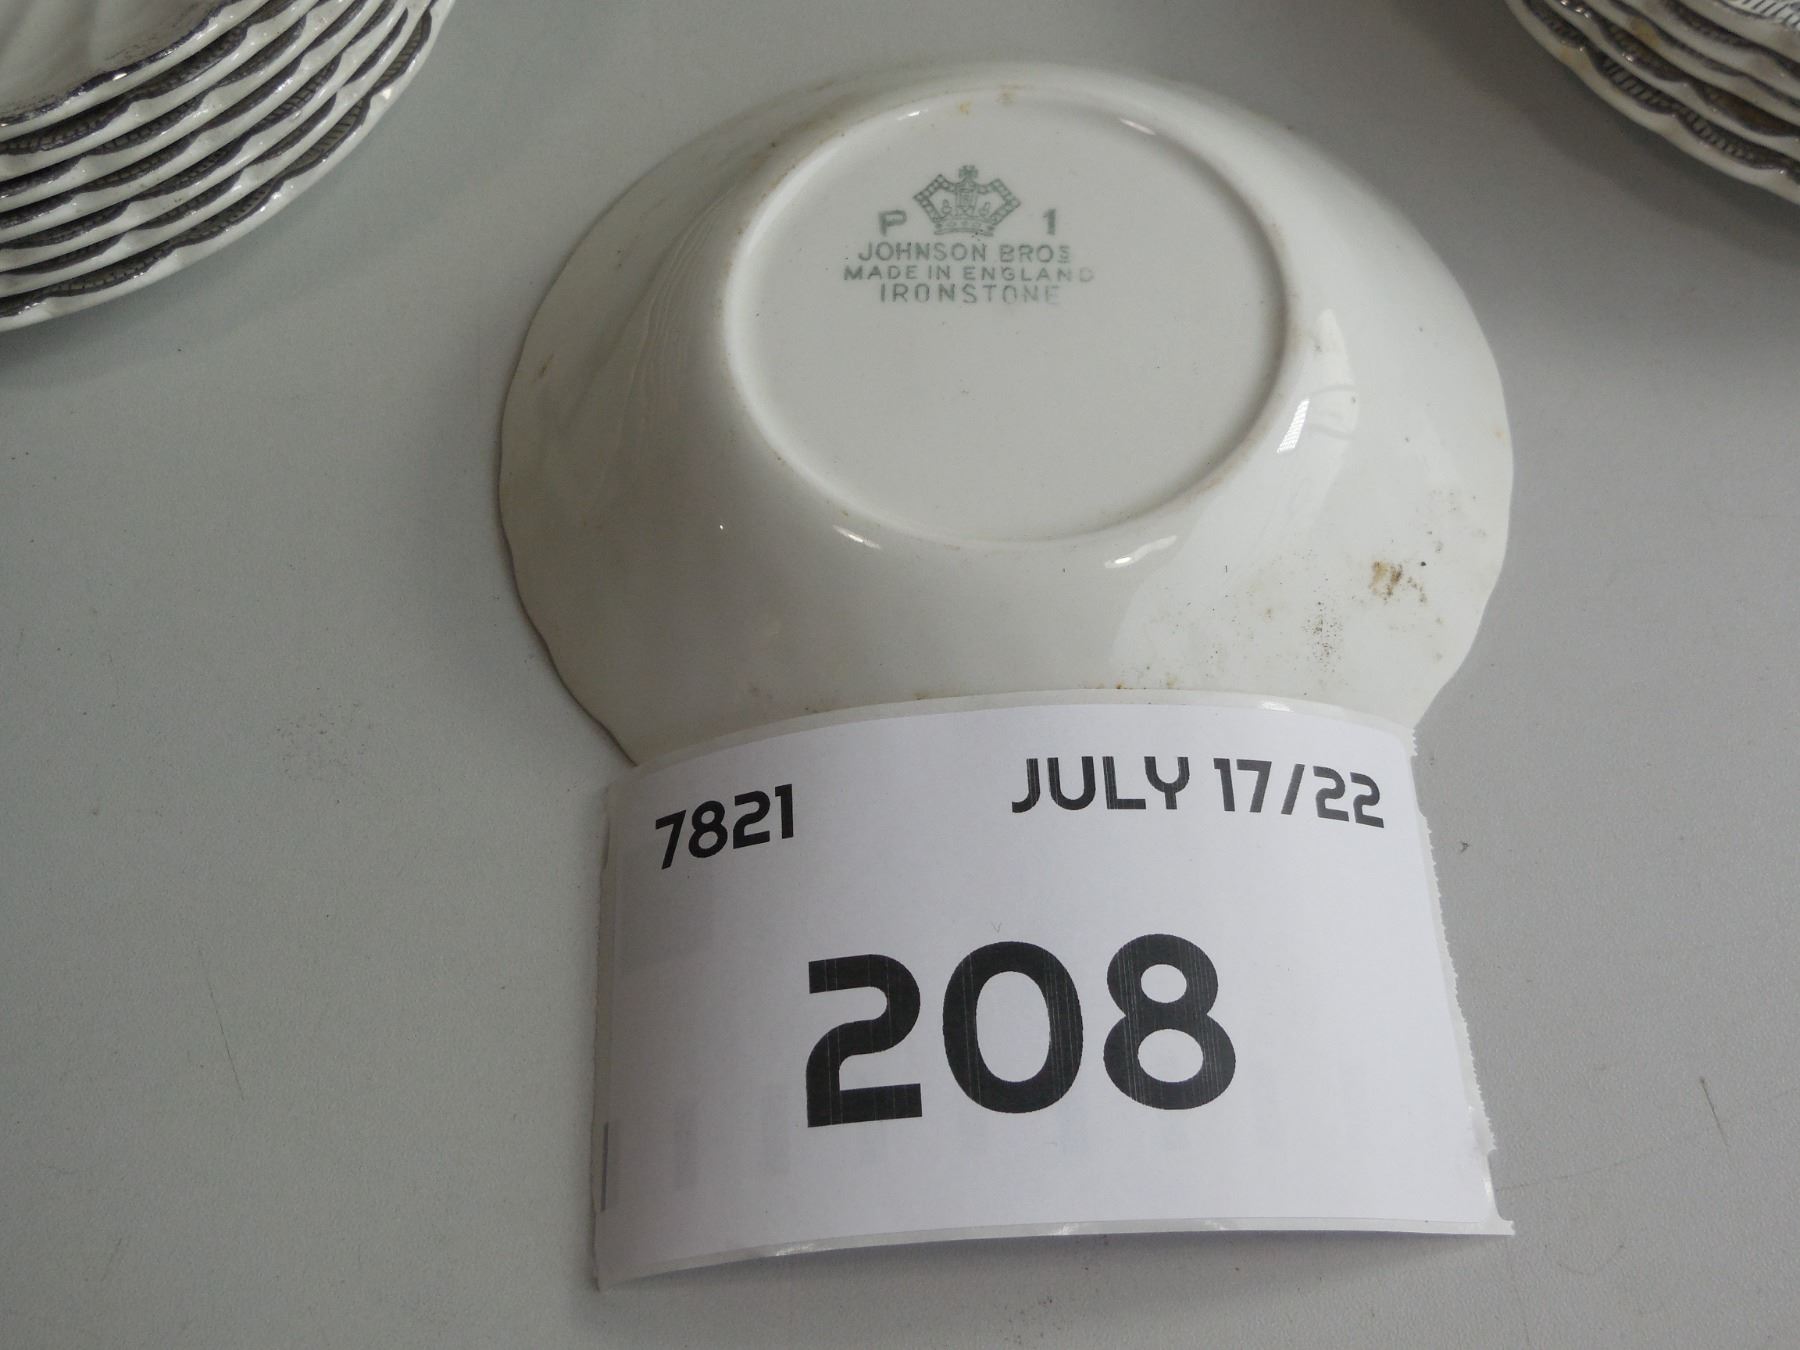 P 1
JOHNSON BROS
MADE IN ENGLAND
IRONSTONE
7821 JULY 17/22
208